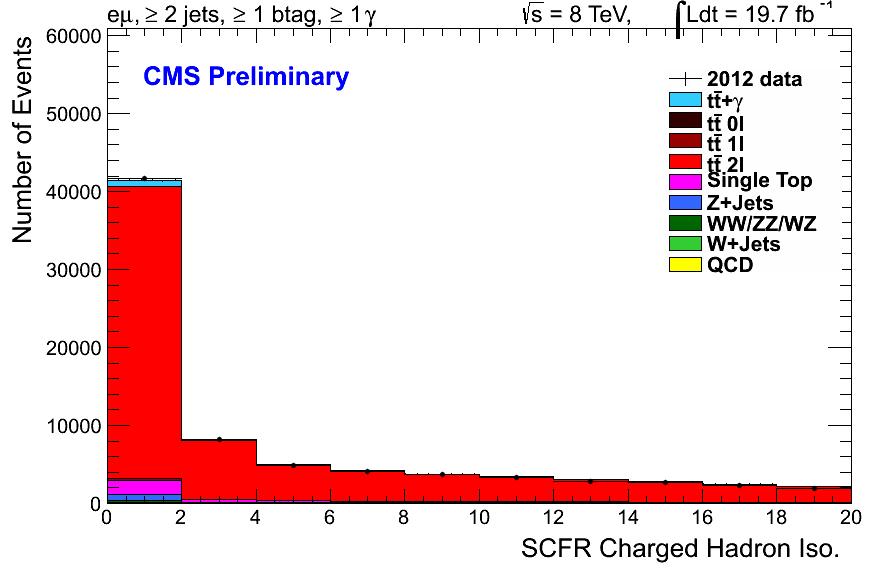 eμ, ≥ 2 jets, ≥ 1 btag, ≥ 1 γ
√s = 8 TeV, ∫Ldt = 19.7 fb⁻¹
CMS Preliminary
2012 data
tt̄+γ
tt̄ 0l
tt̄ 1l
tt̄ 2l
Single Top
Z+Jets
WW/ZZ/WZ
W+Jets
QCD
Number of Events
60000
50000
40000
30000
20000
10000
0
0 2 4 6 8 10 12 14 16 18 20
SCFR Charged Hadron Iso.